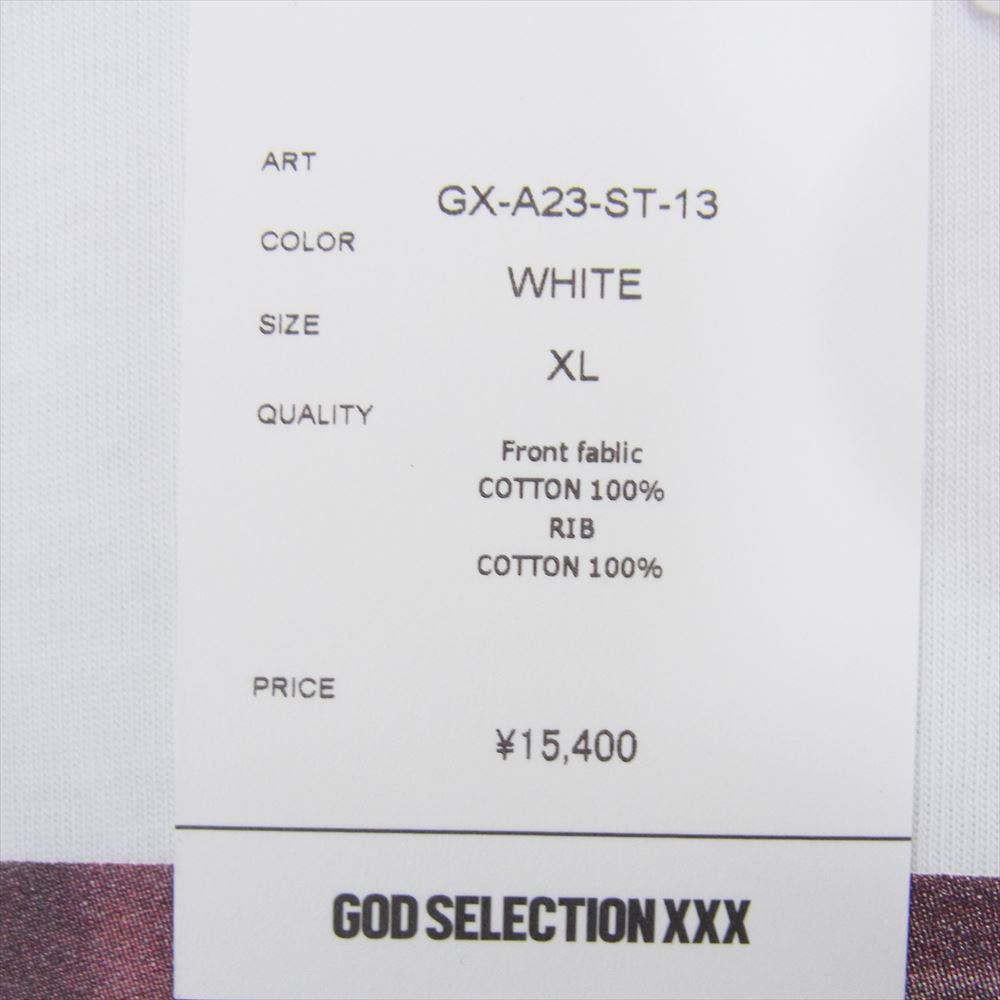 ART
GX-A23-ST-13
COLOR
WHITE
SIZE
XL
QUALITY
Front fablic
COTTON 100%
RIB
COTTON 100%
PRICE
¥15,400
GOD SELECTION XXX